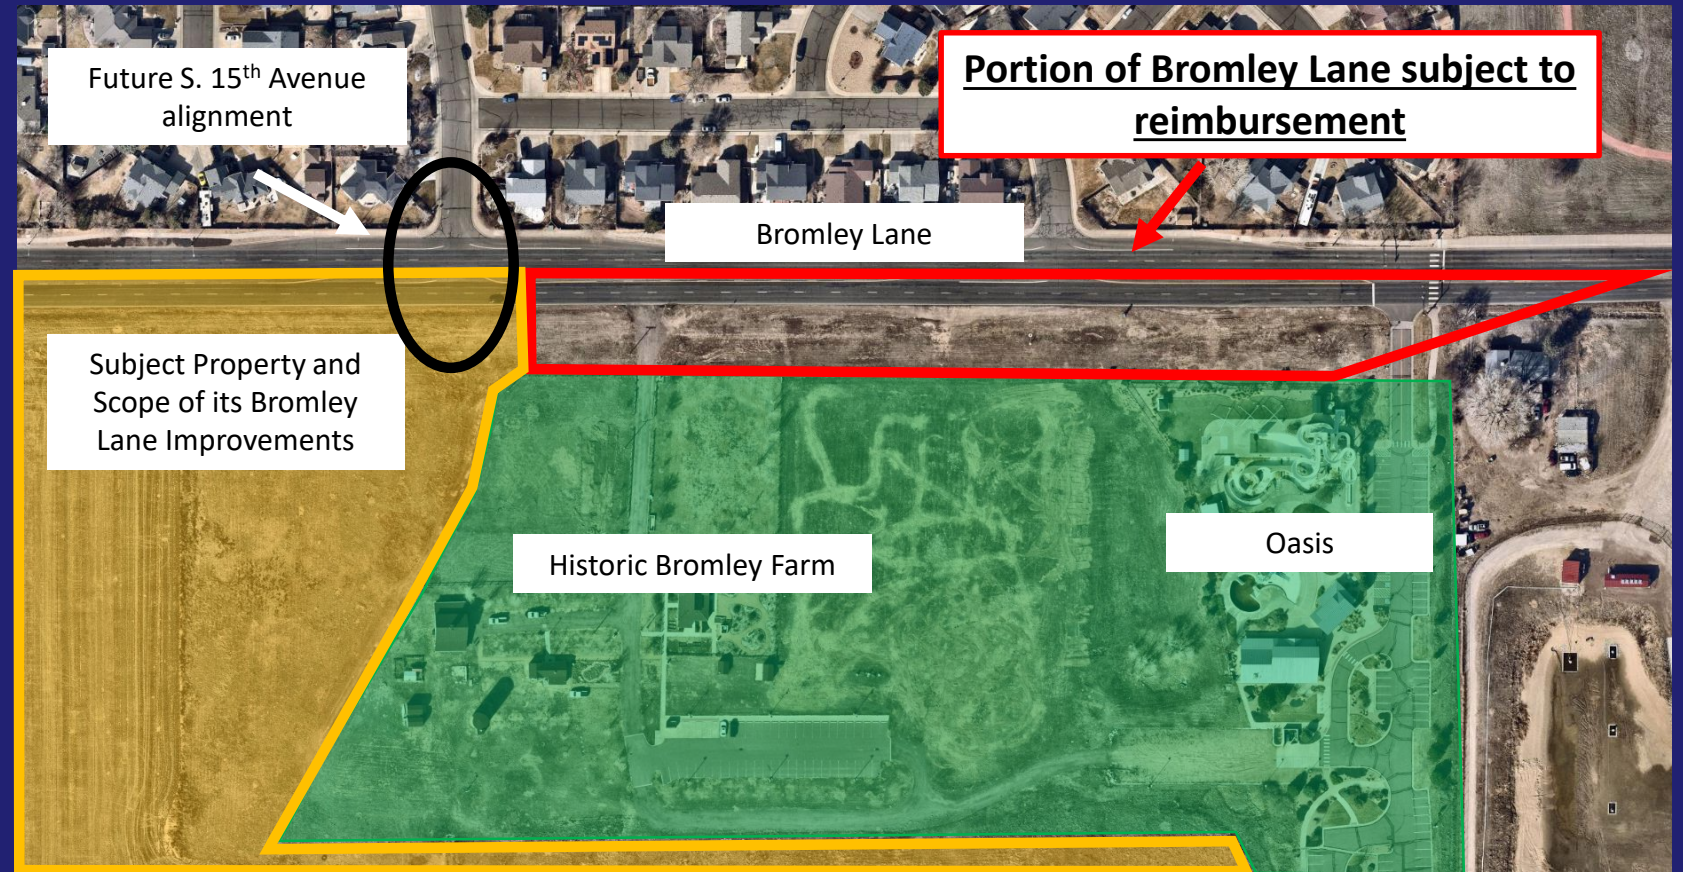 Future S. 15th Avenue
alignment
Portion of Bromley Lane subject to
reimbursement
Bromley Lane
Subject Property and
Scope of its Bromley
Lane Improvements
Historic Bromley Farm
Oasis